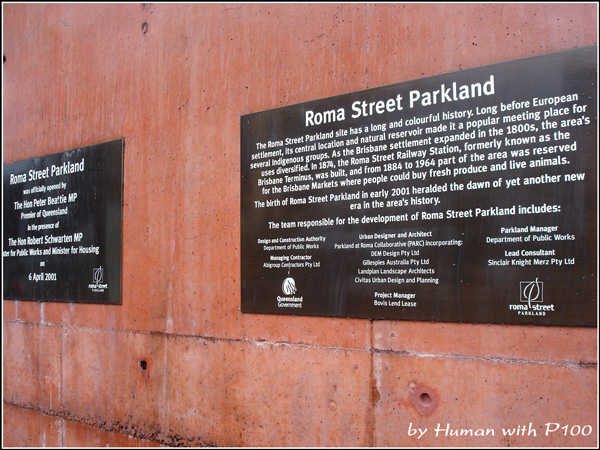 Roma Street Parkland
was officially opened by
The Hon Peter Beattie MP
Premier of Queensland
in the presence of
The Hon Robert Schwarten MP
ster for Public Works and Minister for Housing
on
6 April 2001
roma street
PARKLAND
Roma Street Parkland
The Roma Street Parkland site has a long and colourful history. Long before European
settlement, its central location and natural reservoir made it a popular meeting place for
several Indigenous groups. As the Brisbane settlement expanded in the 1800s, the area's
uses diversified. In 1874, the Roma Street Railway Station, formerly known as the
Brisbane Terminus, was built, and from 1884 to 1964 part of the area was reserved
for the Brisbane Markets where people could buy fresh produce and live animals.
The birth of Roma Street Parkland in early 2001 heralded the dawn of yet another new
era in the area's history.
The team responsible for the development of Roma Street Parkland includes:
Design and Construction Authority
Department of Public Works
Managing Contractor
Abigroup Contractors Pty Ltd
Queensland
Government
Urban Designer and Architect
Parkland at Roma Collaborative (PARC) incorporating:
DEM Design Pty Ltd
Gillespies Australia Pty Ltd
Landplan Landscape Architects
Civitas Urban Design and Planning
Project Manager
Bovis Lend Lease
Parkland Manager
Department of Public Works
Lead Consultant
Sinclair Knight Merz Pty Ltd
roma street
PARKLAND
by Human with P100